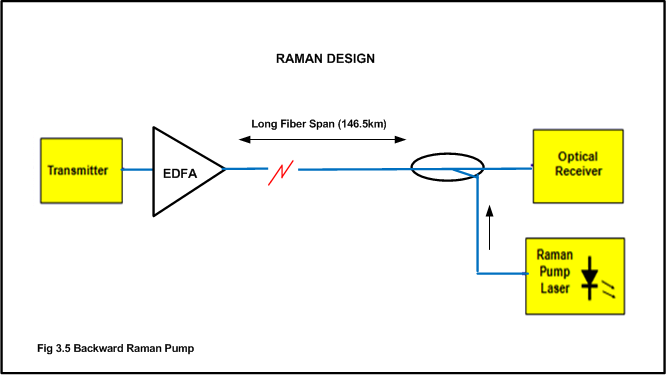 RAMAN DESIGN
Long Fiber Span (146.5km)
Transmitter
EDFA
Optical
Receiver
Raman
Pump
Laser
Fig 3.5 Backward Raman Pump